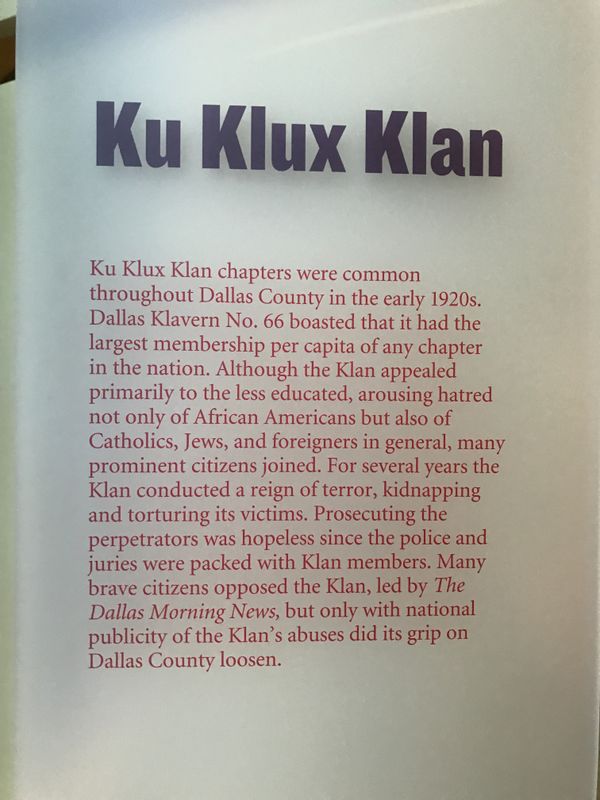 Ku Klux Klan
Ku Klux Klan chapters were common
throughout Dallas County in the early 1920s.
Dallas Klavern No. 66 boasted that it had the
largest membership per capita of any chapter
in the nation. Although the Klan appealed
primarily to the less educated, arousing hatred
not only of African Americans but also of
Catholics, Jews, and foreigners in general, many
prominent citizens joined. For several years the
Klan conducted a reign of terror, kidnapping
and torturing its victims. Prosecuting the
perpetrators was hopeless since the police and
juries were packed with Klan members. Many
brave citizens opposed the Klan, led by The
Dallas Morning News, but only with national
publicity of the Klan's abuses did its grip on
Dallas County loosen.